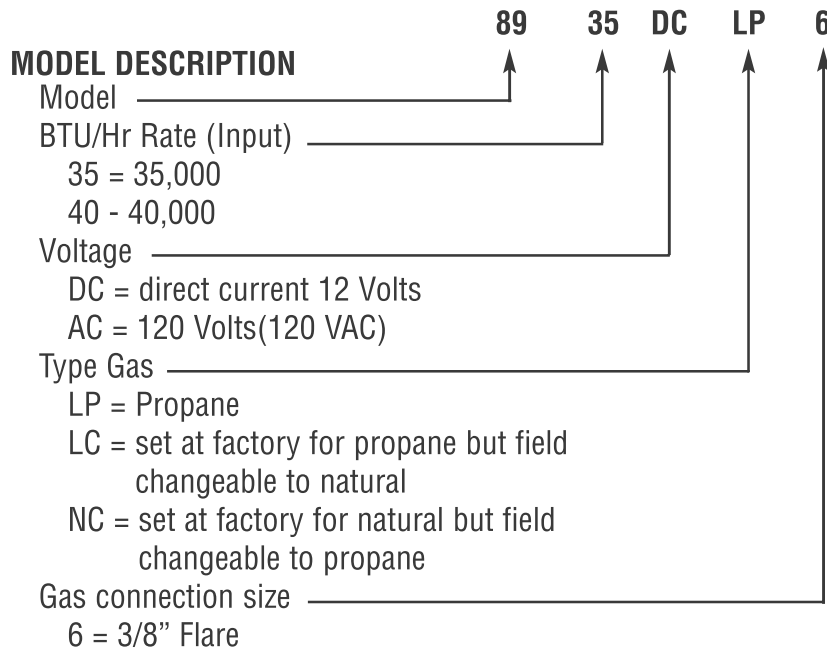 89 35 DC LP 6
MODEL DESCRIPTION
Model
BTU/Hr Rate (Input)
35 = 35,000
40 - 40,000
Voltage
DC = direct current 12 Volts
AC = 120 Volts(120 VAC)
Type Gas
LP = Propane
LC = set at factory for propane but field
changeable to natural
NC = set at factory for natural but field
changeable to propane
Gas connection size
6 = 3/8” Flare